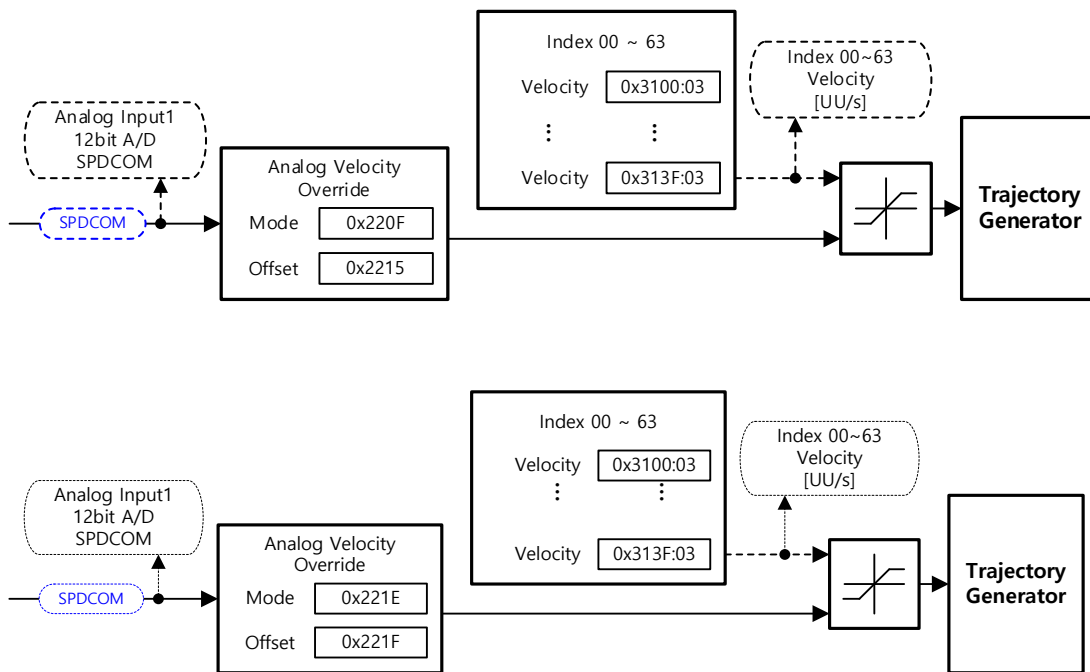 Index 00 ~ 63
Velocity 0x3100:03
Velocity 0x313F:03
Index 00~63
Velocity
[UU/s]
Analog Input1
12bit A/D
SPDCOM
SPDCOM
Analog Velocity
Override
Mode 0x220F
Offset 0x2215
Trajectory
Generator
Index 00 ~ 63
Velocity 0x3100:03
Velocity 0x313F:03
Index 00~63
Velocity
[UU/s]
Analog Input1
12bit A/D
SPDCOM
SPDCOM
Analog Velocity
Override
Mode 0x221E
Offset 0x221F
Trajectory
Generator